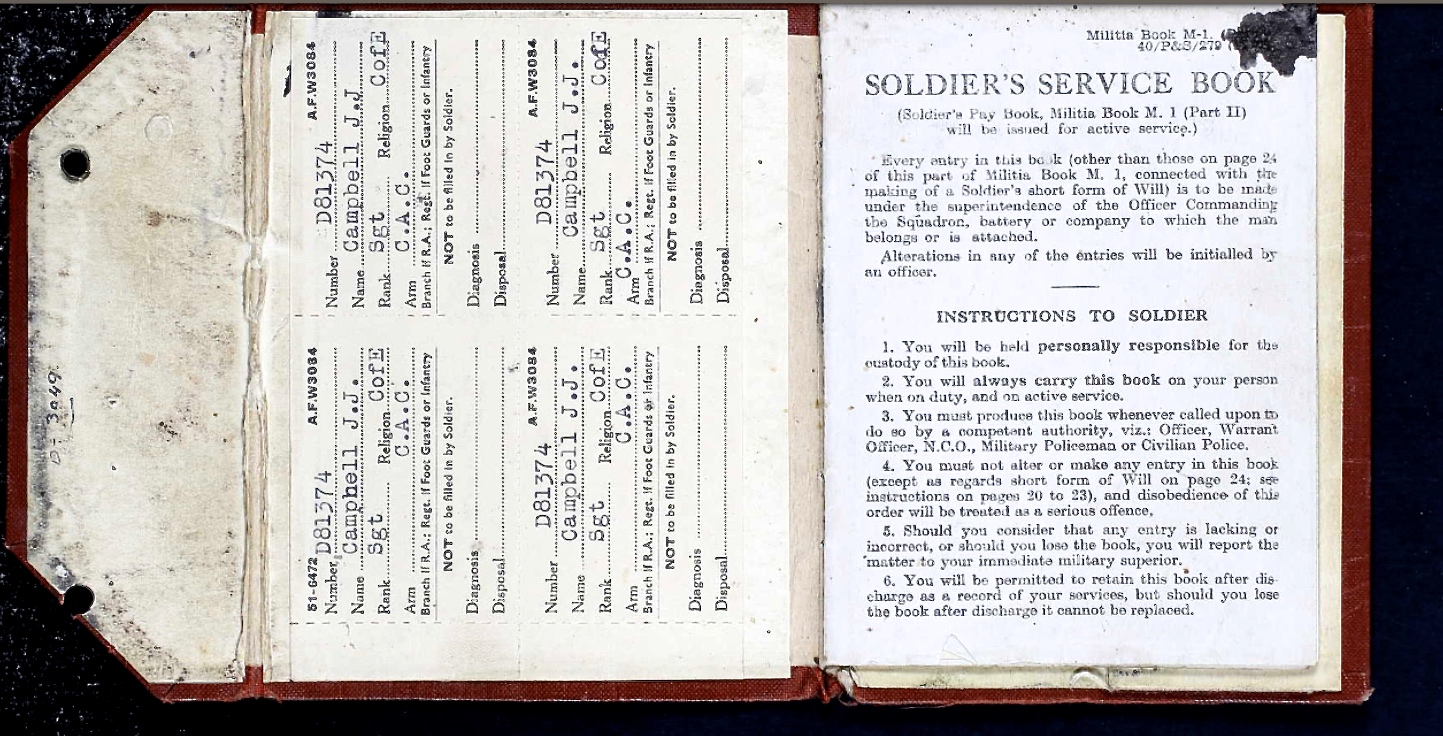 D-3949
51-6472 A.F.W3084
Number D81374
Name Campbell J.J.
Rank Sgt Religion CofE
Arm C.A.C.
Branch if R.A.; Regt. if Foot Guards or Infantry
NOT to be filled in by Soldier.
Diagnosis
Disposal
A.F.W3084
Number D81374
Name Campbell J.J
Rank Sgt Religion CofE
Arm C.A.C.
Branch if R.A.; Regt. if Foot Guards or Infantry
NOT to be filled in by Soldier.
Diagnosis
Disposal
A.F.W3084
Number D81374
Name Campbell J.J.
Rank Sgt Religion CofE
Arm C.A.C.
Branch if R.A.; Regt. if Foot Guards or Infantry
NOT to be filled in by Soldier.
Diagnosis
Disposal
A.F.W3084
Number D81374
Name Campbell J.J.
Rank Sgt Religion CofE
Arm C.A.C.
Branch if R.A.; Regt. if Foot Guards or Infantry
NOT to be filled in by Soldier.
Diagnosis
Disposal
Militia Book M-1.
40/P&S/279
SOLDIER'S SERVICE BOOK
(Soldier's Pay Book, Militia Book M. 1 (Part II)
will be issued for active service.)
Every entry in this book (other than those on page 24
of this part of Militia Book M. 1, connected with the
making of a Soldier's short form of Will) is to be made
under the superintendence of the Officer Commanding
the Squadron, battery or company to which the man
belongs or is attached.
Alterations in any of the entries will be initialled by
an officer.
INSTRUCTIONS TO SOLDIER
1. You will be held personally responsible for the
custody of this book.
2. You will always carry this book on your person
when on duty, and on active service.
3. You must produce this book whenever called upon to
do so by a competent authority, viz.: Officer, Warrant
Officer, N.C.O., Military Policeman or Civilian Police.
4. You must not alter or make any entry in this book
(except as regards short form of Will on page 24; see
instructions on pages 20 to 23), and disobedience of this
order will be treated as a serious offence.
5. Should you consider that any entry is lacking or
incorrect, or should you lose the book, you will report the
matter to your immediate military superior.
6. You will be permitted to retain this book after dis-
charge as a record of your services, but should you lose
the book after discharge it cannot be replaced.